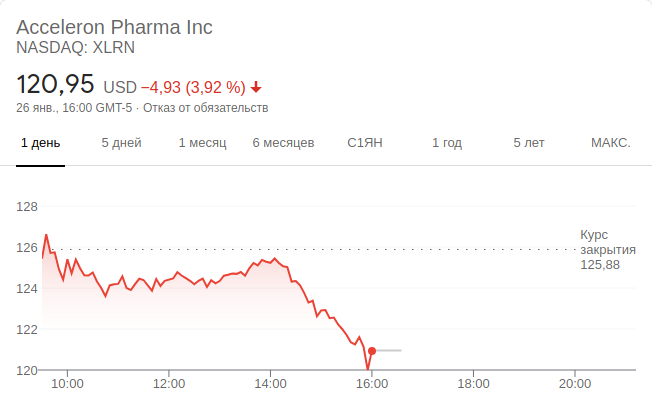 Acceleron Pharma Inc
NASDAQ: XLRN
120,95 USD −4,93 (3,92 %)
26 янв., 16:00 GMT-5 · Отказ от обязательств
1 день 5 дней 1 месяц 6 месяцев С1ЯН 1 год 5 лет МАКС.
128
126
124
122
120
Курс
закрытия
125,88
10:00 12:00 14:00 16:00 18:00 20:00